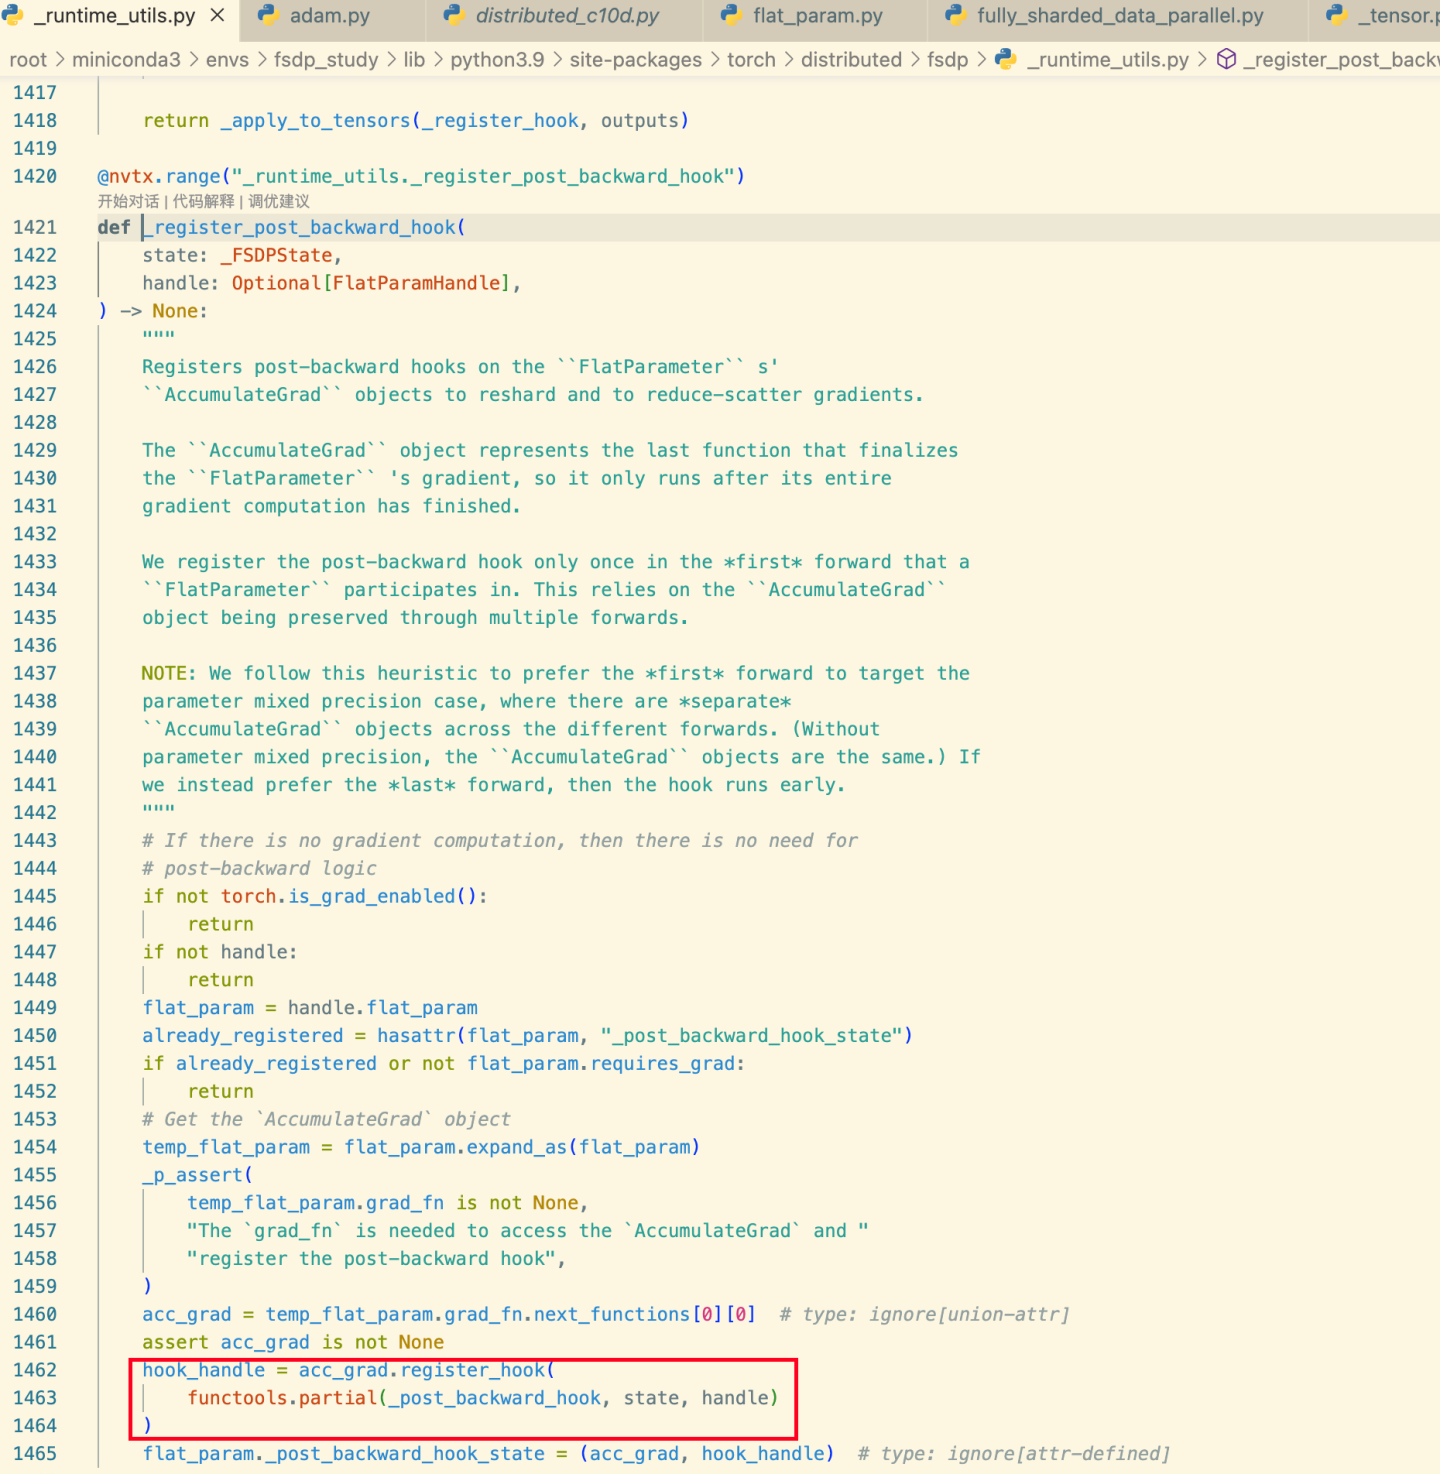 _runtime_utils.py × adam.py distributed_c10d.py flat_param.py fully_sharded_data_parallel.py _tensor.p
root > miniconda3 > envs > fsdp_study > lib > python3.9 > site-packages > torch > distributed > fsdp > _runtime_utils.py > _register_post_backw
1417
1418 return _apply_to_tensors(_register_hook, outputs)
1419
1420 @nvtx.range("_runtime_utils._register_post_backward_hook")
开始对话 | 代码解释 | 调优建议
1421 def _register_post_backward_hook(
1422 state: _FSDPState,
1423 handle: Optional[FlatParamHandle],
1424 ) -> None:
1425 """
1426 Registers post-backward hooks on the ``FlatParameter`` s'
1427 ``AccumulateGrad`` objects to reshard and to reduce-scatter gradients.
1428
1429 The ``AccumulateGrad`` object represents the last function that finalizes
1430 the ``FlatParameter`` 's gradient, so it only runs after its entire
1431 gradient computation has finished.
1432
1433 We register the post-backward hook only once in the *first* forward that a
1434 ``FlatParameter`` participates in. This relies on the ``AccumulateGrad``
1435 object being preserved through multiple forwards.
1436
1437 NOTE: We follow this heuristic to prefer the *first* forward to target the
1438 parameter mixed precision case, where there are *separate*
1439 ``AccumulateGrad`` objects across the different forwards. (Without
1440 parameter mixed precision, the ``AccumulateGrad`` objects are the same.) If
1441 we instead prefer the *last* forward, then the hook runs early.
1442 """
1443 # If there is no gradient computation, then there is no need for
1444 # post-backward logic
1445 if not torch.is_grad_enabled():
1446 return
1447 if not handle:
1448 return
1449 flat_param = handle.flat_param
1450 already_registered = hasattr(flat_param, "_post_backward_hook_state")
1451 if already_registered or not flat_param.requires_grad:
1452 return
1453 # Get the `AccumulateGrad` object
1454 temp_flat_param = flat_param.expand_as(flat_param)
1455 _p_assert(
1456 temp_flat_param.grad_fn is not None,
1457 "The `grad_fn` is needed to access the `AccumulateGrad` and "
1458 "register the post-backward hook",
1459 )
1460 acc_grad = temp_flat_param.grad_fn.next_functions[0][0]  # type: ignore[union-attr]
1461 assert acc_grad is not None
1462 hook_handle = acc_grad.register_hook(
1463 functools.partial(_post_backward_hook, state, handle)
1464 )
1465 flat_param._post_backward_hook_state = (acc_grad, hook_handle)  # type: ignore[attr-defined]